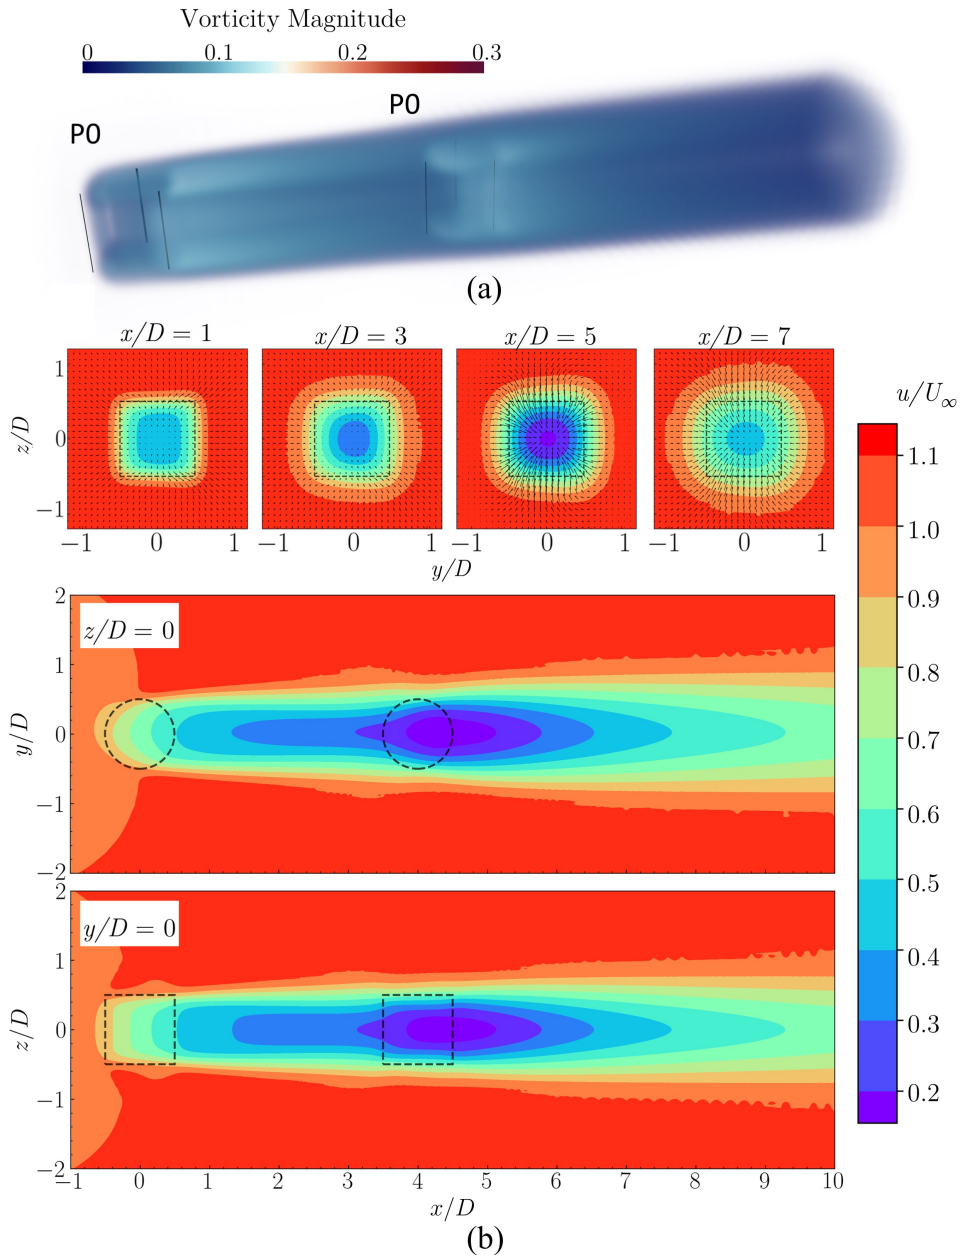 Vorticity Magnitude
0 0.1 0.2 0.3
P0
P0
(a)
x/D = 1 x/D = 3 x/D = 5 x/D = 7
u/U∞
z/D
1
0
−1
−1 0 1 −1 0 1 −1 0 1 −1 0 1
y/D
1.1
1.0
0.9
0.8
0.7
0.6
0.5
0.4
0.3
0.2
z/D = 0
y/D
2
1
0
−1
−2
y/D = 0
z/D
2
1
0
−1
−2
−1 0 1 2 3 4 5 6 7 8 9 10
x/D
(b)